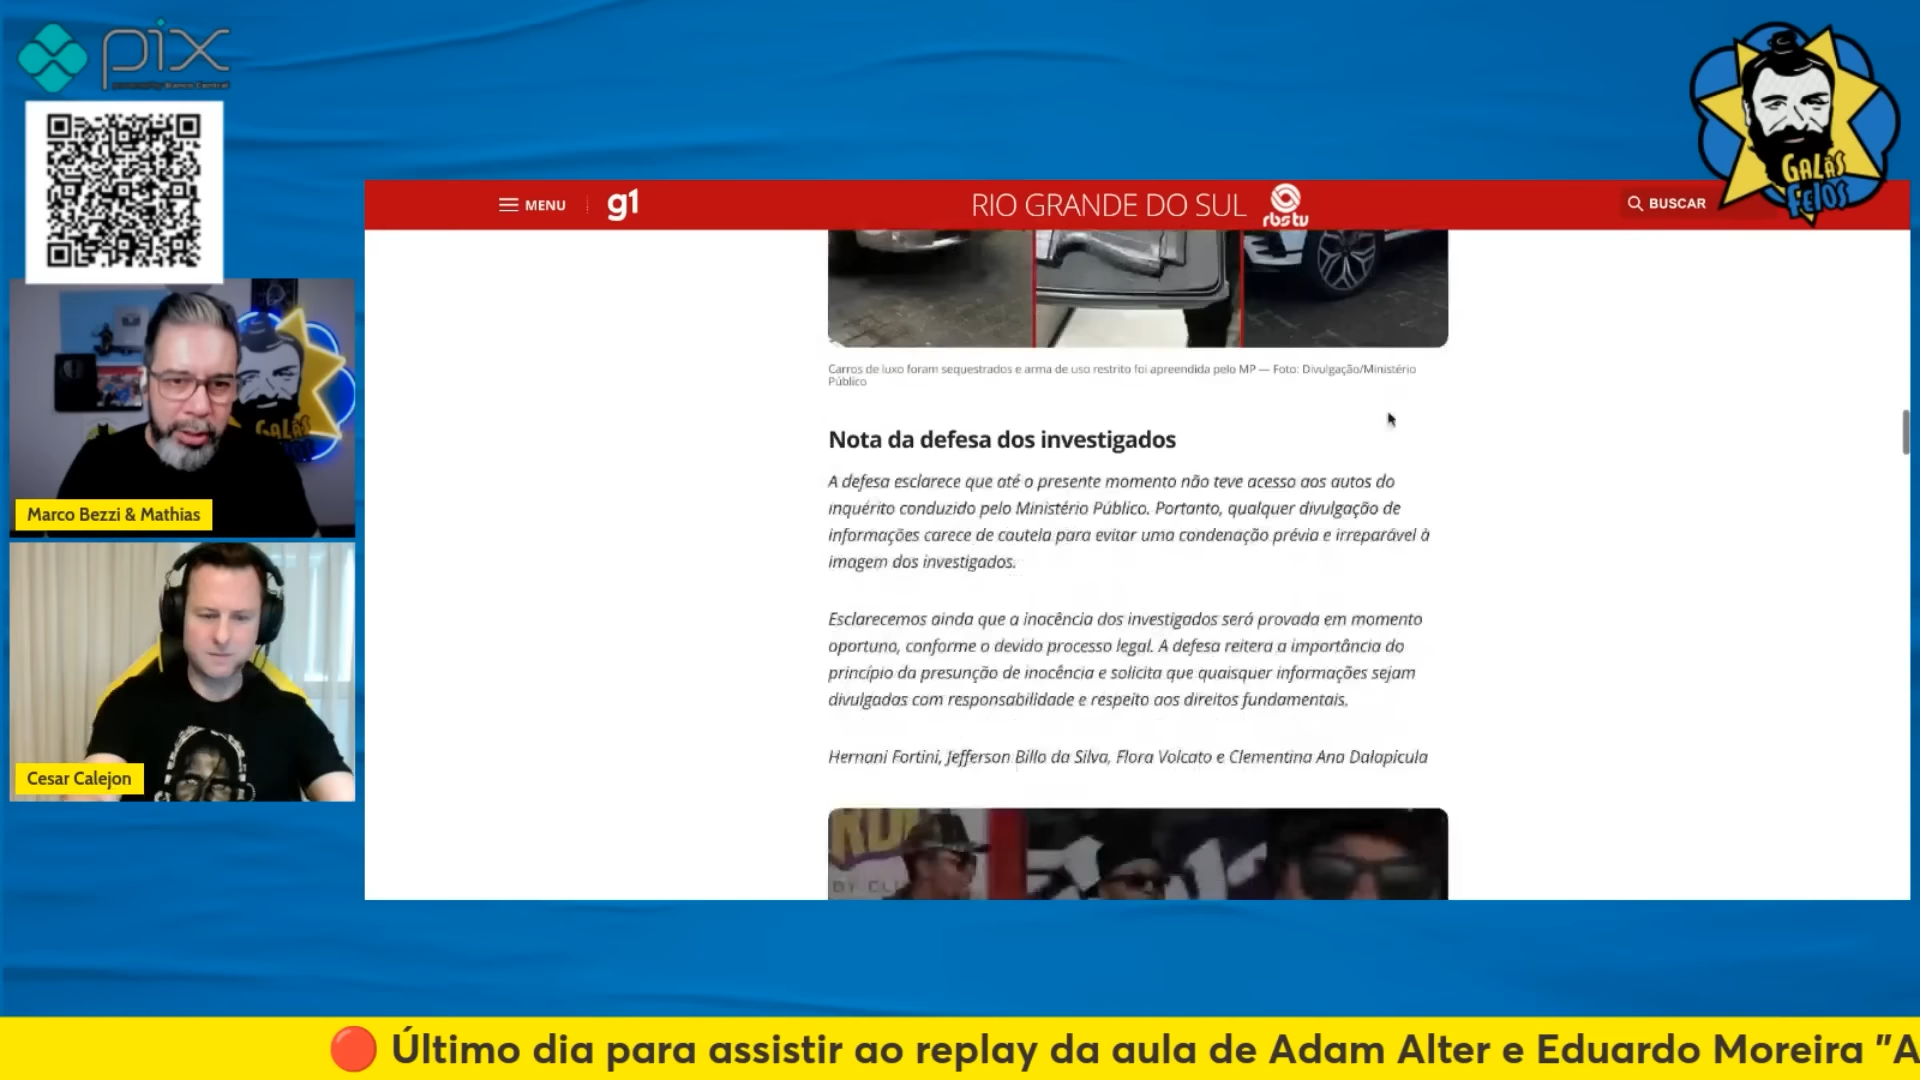 pix
powered by Banco Central
GALÃS
FEIOS
MENU
g1
RIO GRANDE DO SUL
rbs tv
BUSCAR
Carros de luxo foram sequestrados e arma de uso restrito foi apreendida pelo MP — Foto: Divulgação/Ministério
Público
Nota da defesa dos investigados
A defesa esclarece que até o presente momento não teve acesso aos autos do
inquérito conduzido pelo Ministério Público. Portanto, qualquer divulgação de
informações carece de cautela para evitar uma condenação prévia e irreparável à
imagem dos investigados.
Esclarecemos ainda que a inocência dos investigados será provada em momento
oportuno, conforme o devido processo legal. A defesa reitera a importância do
princípio da presunção de inocência e solicita que quaisquer informações sejam
divulgadas com responsabilidade e respeito aos direitos fundamentais.
Hernani Fortini, Jefferson Billo da Silva, Flora Volcato e Clementina Ana Dalapicula
GALÃS
Marco Bezzi & Mathias
Cesar Calejon
🔴 Último dia para assistir ao replay da aula de Adam Alter e Eduardo Moreira "A